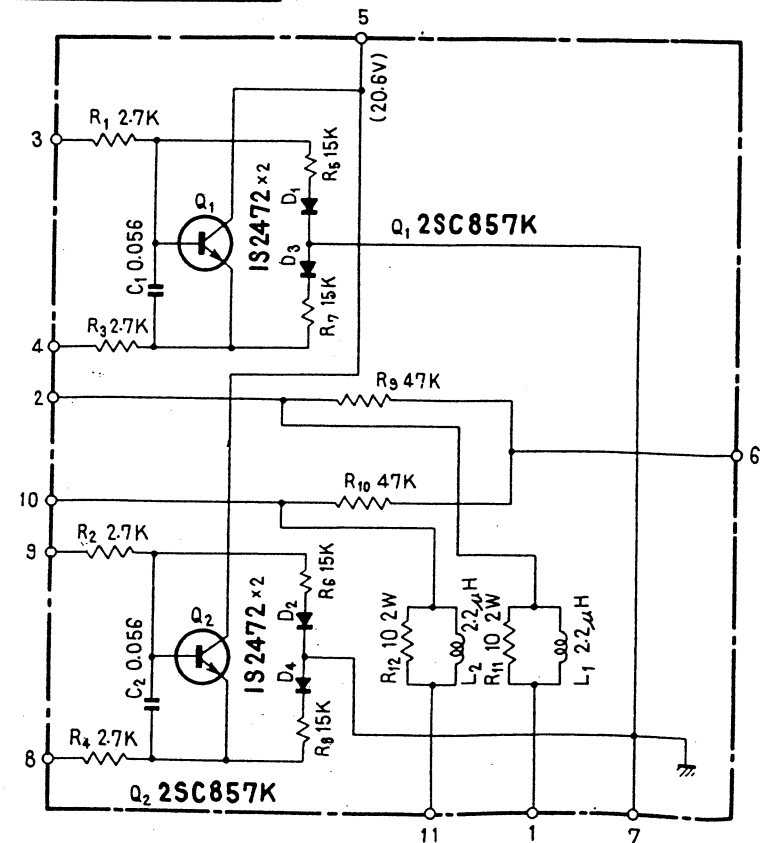 5
(20.6V)
R1 2.7K
3
R5 15K
D1
Q1
IS2472×2
Q1 2SC857K
D3
C1 0.056
R7 15K
R3 2.7K
4
R9 47K
2
6
R10 47K
10
R2 2.7K
9
R6 15K
D2
Q2
IS2472×2
R12 10 2W
L2 2.2μH
R11 10 2W
L1 2.2μH
C2 0.056
D4
R8 15K
R4 2.7K
8
Q2 2SC857K
11
1
7